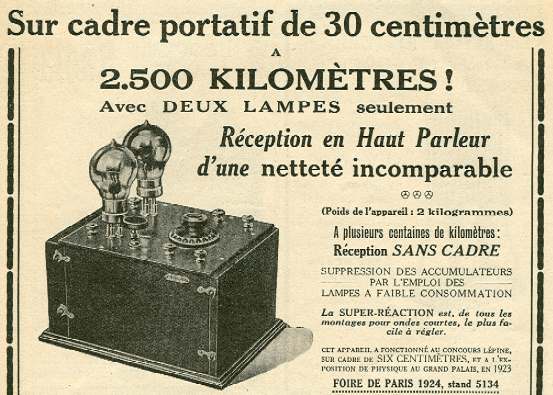 Sur cadre portatif de 30 centimètres
A
2.500 KILOMÈTRES !
Avec DEUX LAMPES seulement
Réception en Haut Parleur
d'une netteté incomparable
(Poids de l'appareil : 2 kilogrammes)
A plusieurs centaines de kilomètres :
Réception SANS CADRE
SUPPRESSION DES ACCUMULATEURS
PAR L'EMPLOI DES
LAMPES A FAIBLE CONSOMMATION
La SUPER-RÉACTION est, de tous les
montages pour ondes courtes, le plus fa-
cile à régler.
CET APPAREIL A FONCTIONNÉ AU CONCOURS LÉPINE,
SUR CADRE DE SIX CENTIMÈTRES, ET A L'EX-
POSITION DE PHYSIQUE AU GRAND PALAIS, EN 1923
FOIRE DE PARIS 1924, stand 5134